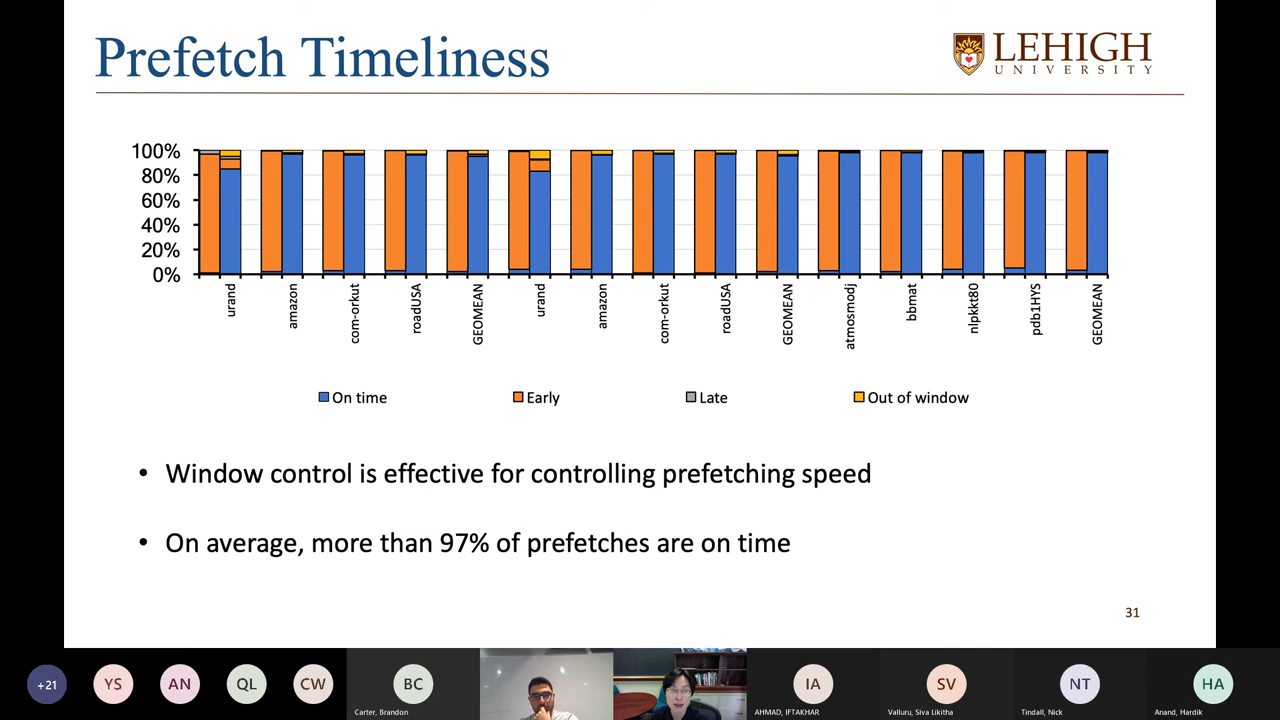 Prefetch Timeliness
LEHIGH
UNIVERSITY
100%
80%
60%
40%
20%
0%
urand
amazon
com-orkut
roadUSA
GEOMEAN
urand
amazon
com-orkut
roadUSA
GEOMEAN
atmosmodj
bbmat
nlpkkt80
pdb1HYS
GEOMEAN
On time
Early
Late
Out of window
• Window control is effective for controlling prefetching speed
• On average, more than 97% of prefetches are on time
31
+21
YS
AN
QL
CW
BC
IA
SV
NT
HA
Carter, Brandon
AHMAD, IFTAKHAR
Valluru, Siva Likitha
Tindall, Nick
Anand, Hardik